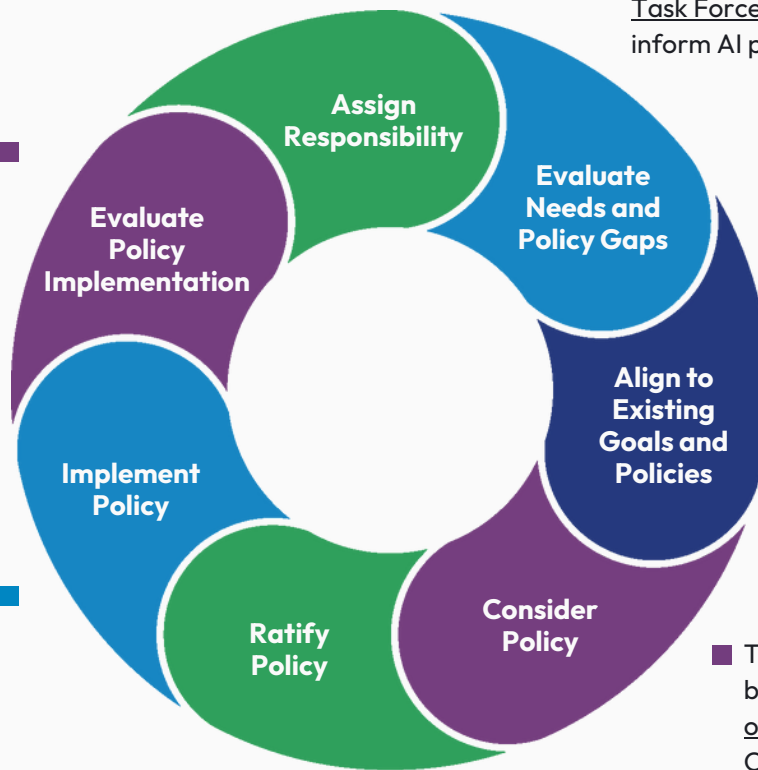 Task Force
inform AI
Assign
Responsibility
Evaluate
Needs and
Policy Gaps
Align to
Existing
Goals and
Policies
Consider
Policy
Ratify
Policy
Implement
Policy
Evaluate
Policy
Implementation